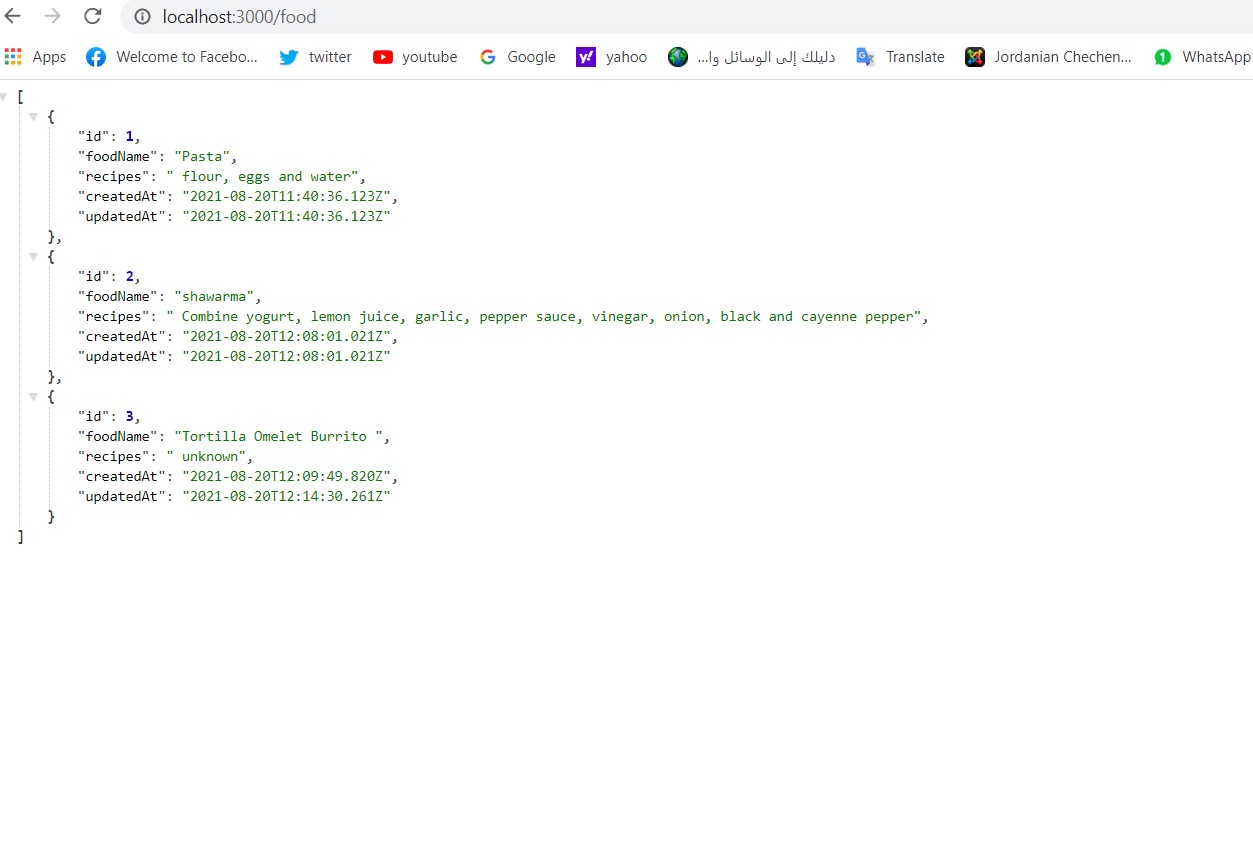 localhost:3000/food
Apps Welcome to Facebo... twitter youtube Google yahoo دليلك إلى الوسائل وا... Translate Jordanian Chechen... 1 WhatsApp
[
{
"id": 1,
"foodName": "Pasta",
"recipes": " flour, eggs and water",
"createdAt": "2021-08-20T11:40:36.123Z",
"updatedAt": "2021-08-20T11:40:36.123Z"
},
{
"id": 2,
"foodName": "shawarma",
"recipes": " Combine yogurt, lemon juice, garlic, pepper sauce, vinegar, onion, black and cayenne pepper",
"createdAt": "2021-08-20T12:08:01.021Z",
"updatedAt": "2021-08-20T12:08:01.021Z"
},
{
"id": 3,
"foodName": "Tortilla Omelet Burrito ",
"recipes": " unknown",
"createdAt": "2021-08-20T12:09:49.820Z",
"updatedAt": "2021-08-20T12:14:30.261Z"
}
]